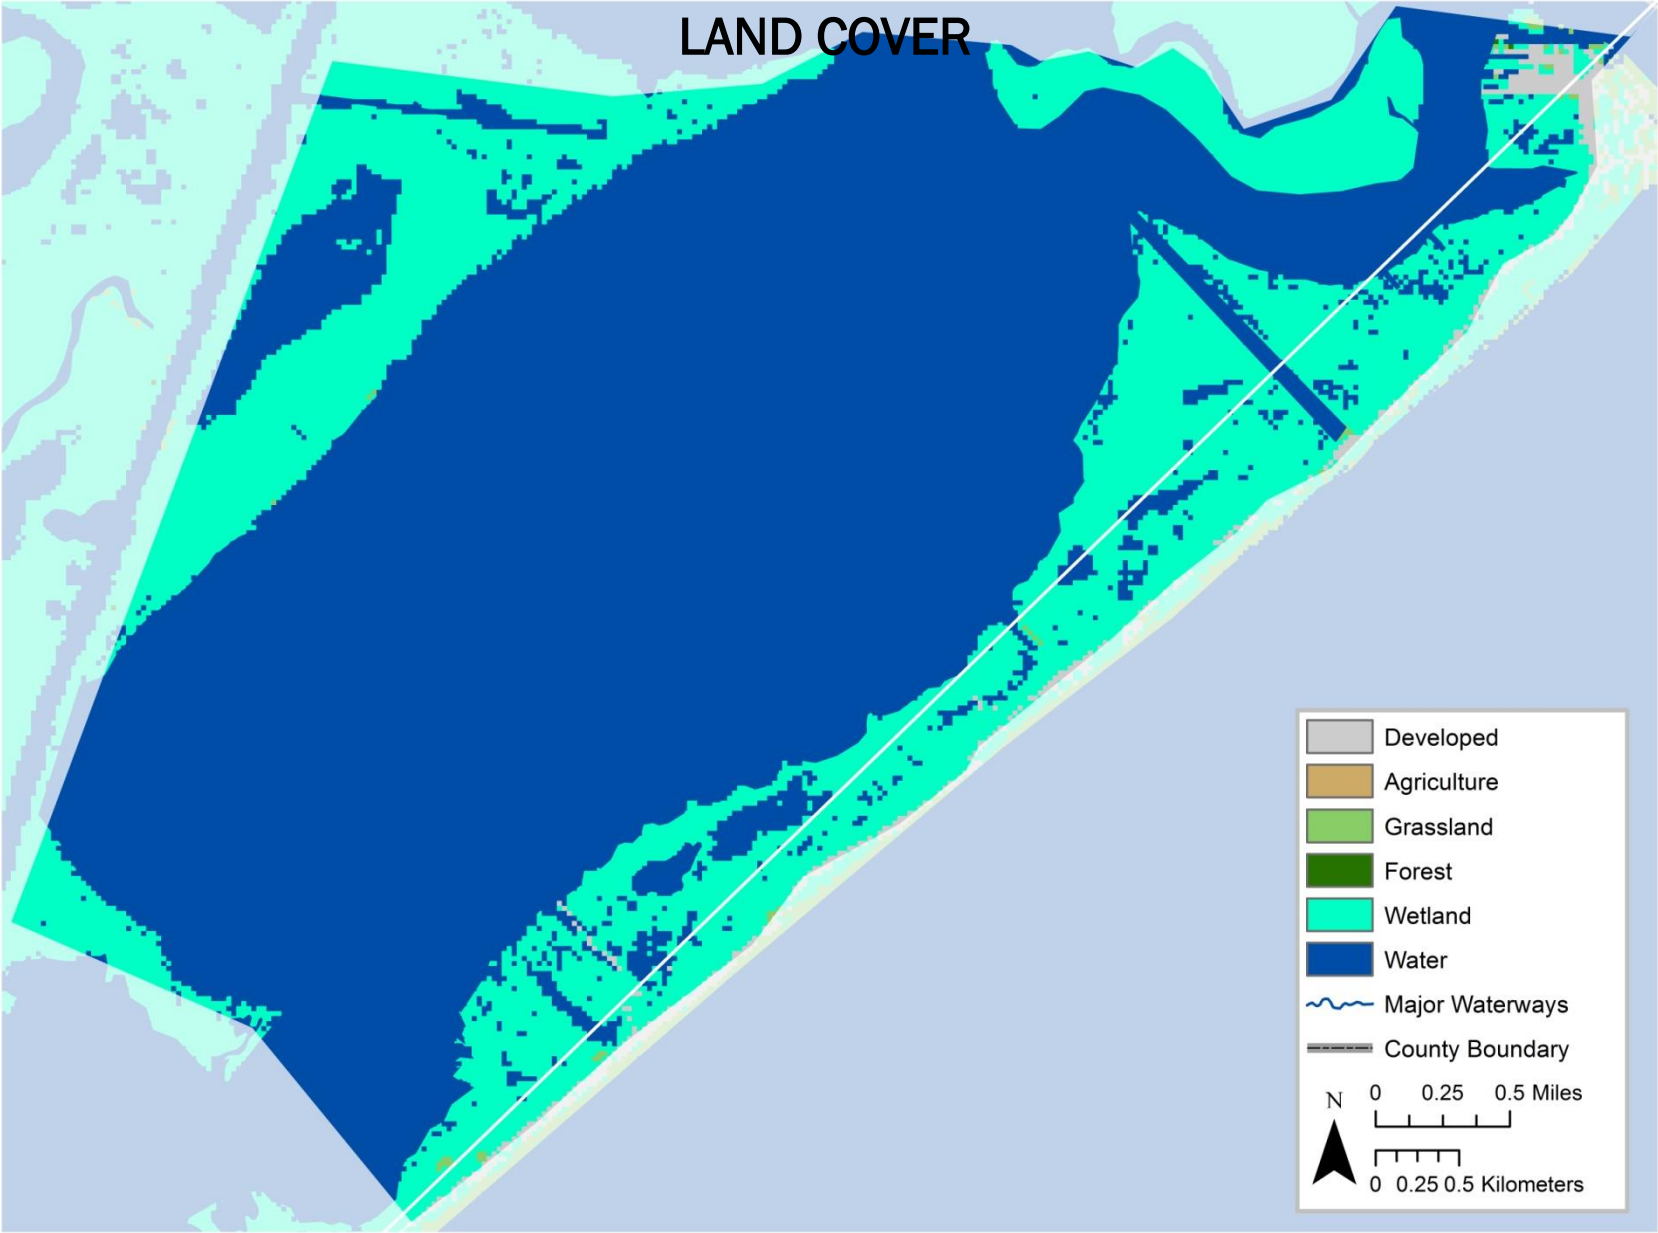 LAND COVER
Developed
Agriculture
Grassland
Forest
Wetland
Water
Major Waterways
County Boundary
N
0 0.25 0.5 Miles
0 0.25 0.5 Kilometers